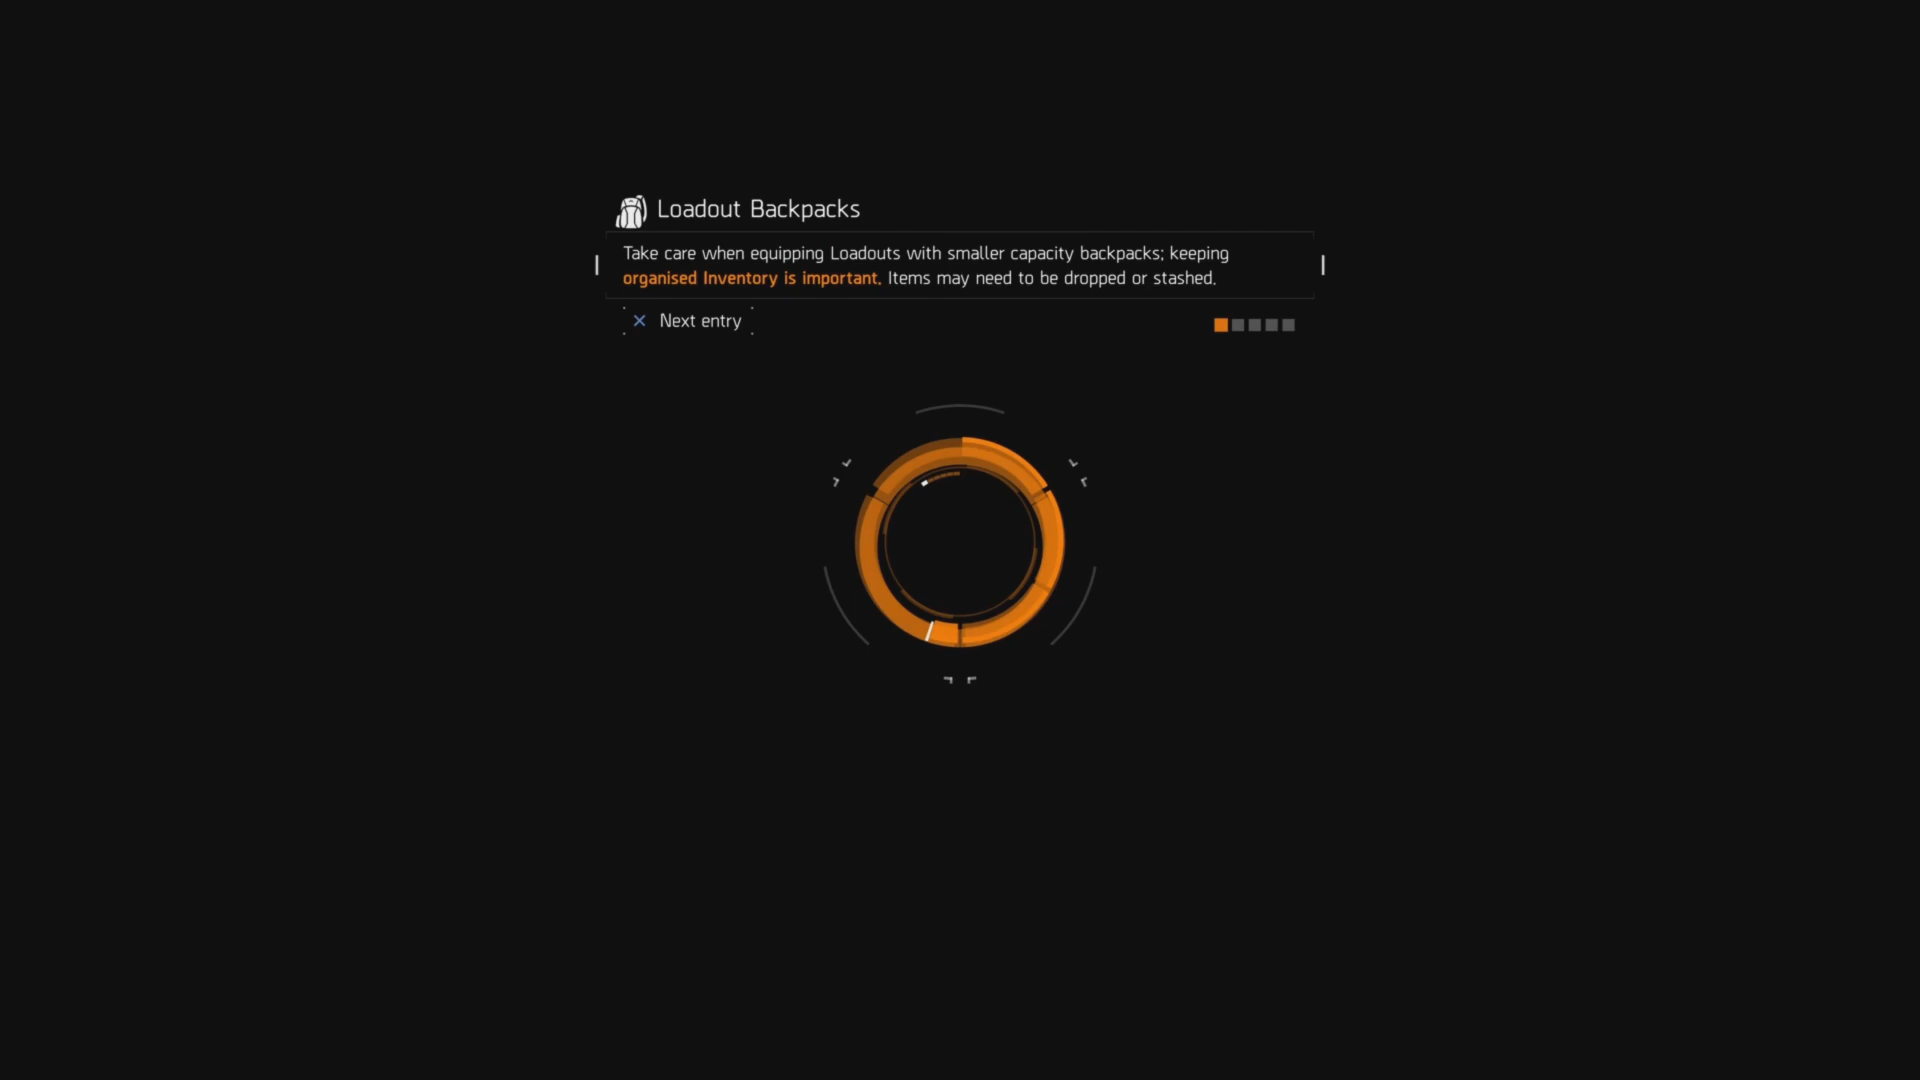 Loadout Backpacks
Take care when equipping Loadouts with smaller capacity backpacks; keeping
organised Inventory is important. Items may need to be dropped or stashed.
Next entry